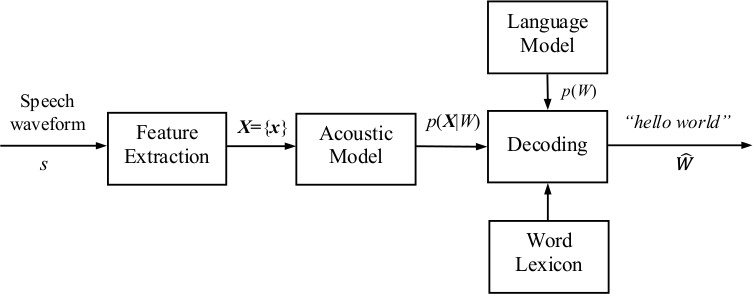 Language
Model
p(W)
Speech
waveform
s
Feature
Extraction
X={x}
Acoustic
Model
p(X|W)
Decoding
“hello world”
Ŵ
Word
Lexicon